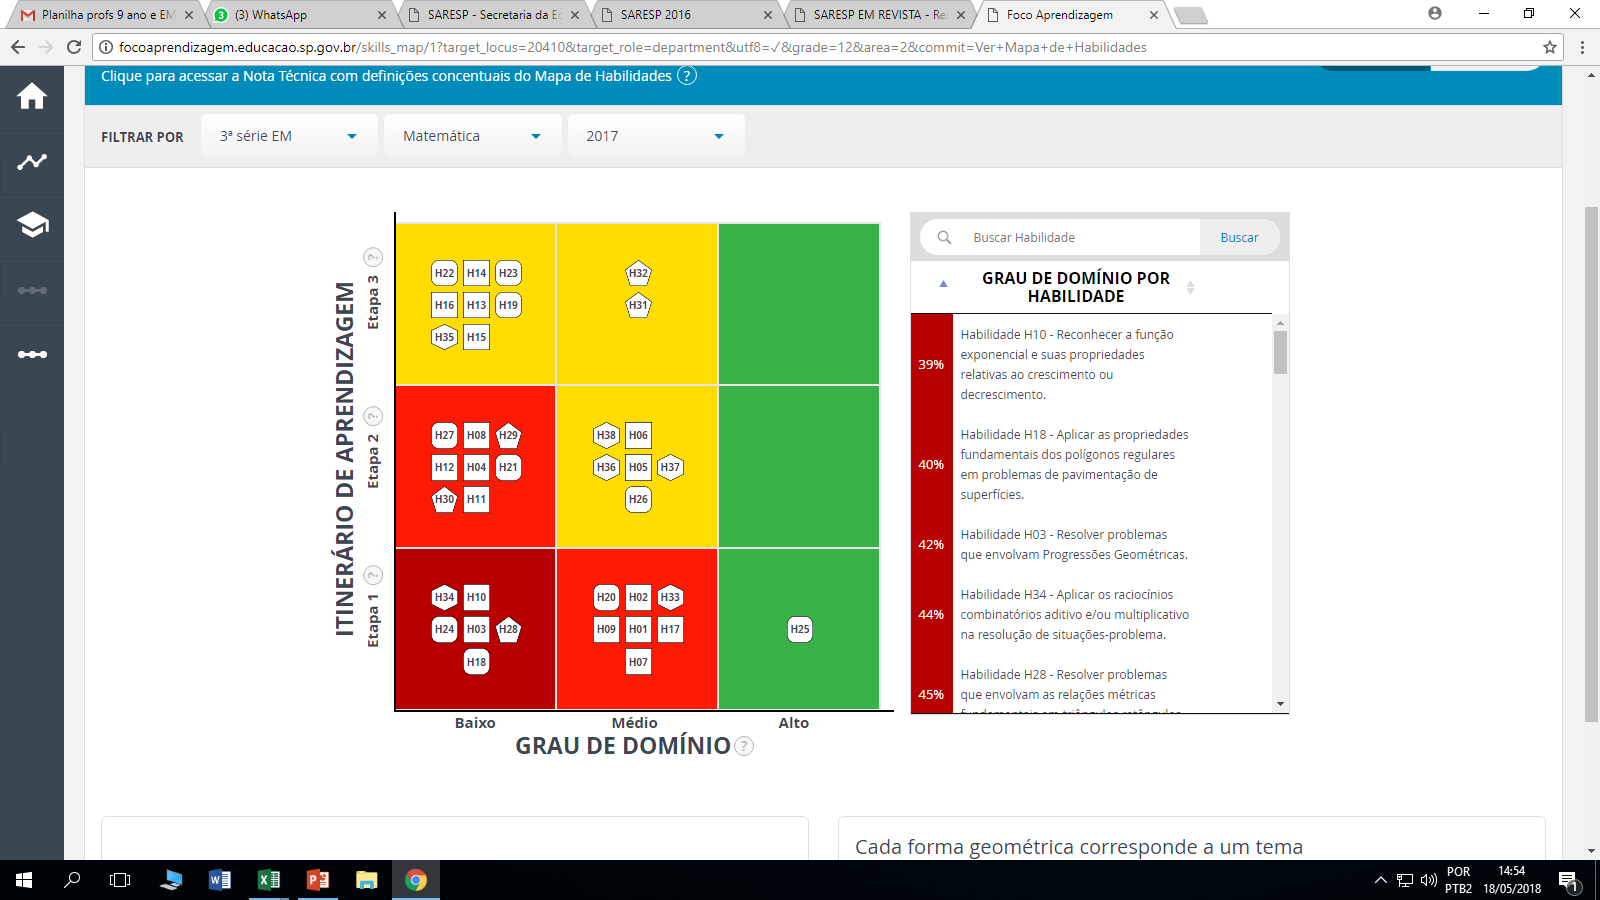 Planilha profs 9 ano e EM
(3) WhatsApp
SARESP - Secretaria da Ed
SARESP 2016
SARESP EM REVISTA - Re
Foco Aprendizagem
focoaprendizagem.educacao.sp.gov.br/skills_map/1?target_locus=20410&target_role=department&utf8=✓&grade=12&area=2&commit=Ver+Mapa+de+Habilidades
Clique para acessar a Nota Técnica com definições concentuais do Mapa de Habilidades ?
FILTRAR POR
3ª série EM
Matemática
2017
ITINERÁRIO DE APRENDIZAGEM
Etapa 3 ?
H22 H14 H23
H16 H13 H19
H35 H15
H32
H31
Etapa 2 ?
H27 H08 H29
H12 H04 H21
H30 H11
H38 H06
H36 H05 H37
H26
Etapa 1 ?
H34 H10
H24 H03 H28
H18
H20 H02 H33
H09 H01 H17
H07
H25
Baixo
Médio
Alto
GRAU DE DOMÍNIO ?
Buscar Habilidade
Buscar
GRAU DE DOMÍNIO POR
HABILIDADE
39%
Habilidade H10 - Reconhecer a função
exponencial e suas propriedades
relativas ao crescimento ou
decrescimento.
40%
Habilidade H18 - Aplicar as propriedades
fundamentais dos polígonos regulares
em problemas de pavimentação de
superfícies.
42%
Habilidade H03 - Resolver problemas
que envolvam Progressões Geométricas.
44%
Habilidade H34 - Aplicar os raciocínios
combinatórios aditivo e/ou multiplicativo
na resolução de situações-problema.
45%
Habilidade H28 - Resolver problemas
que envolvam as relações métricas
fundamentais em triângulos retângulos
Cada forma geométrica corresponde a um tema
POR
PTB2
14:54
18/05/2018
1